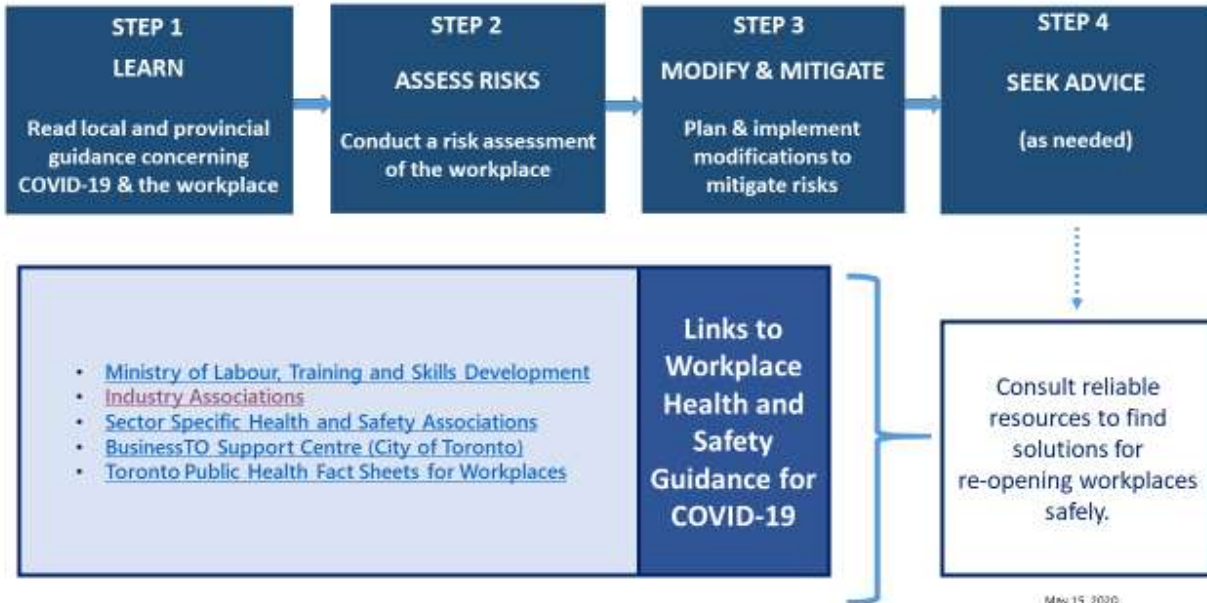 STEP 1
LEARN
Read local and provincial
guidance concerning
COVID-19 & the workplace
STEP 2
ASSESS RISKS
Conduct a risk assessment
of the workplace
STEP 3
MODIFY & MITIGATE
Plan & implement
modifications to
mitigate risks
STEP 4
SEEK ADVICE
(as needed)
• Ministry of Labour, Training and Skills Development
• Industry Associations
• Sector Specific Health and Safety Associations
• BusinessTO Support Centre (City of Toronto)
• Toronto Public Health Fact Sheets for Workplaces
Links to
Workplace
Health and
Safety
Guidance for
COVID-19
Consult reliable
resources to find
solutions for
re-opening workplaces
safely.
May 15, 2020